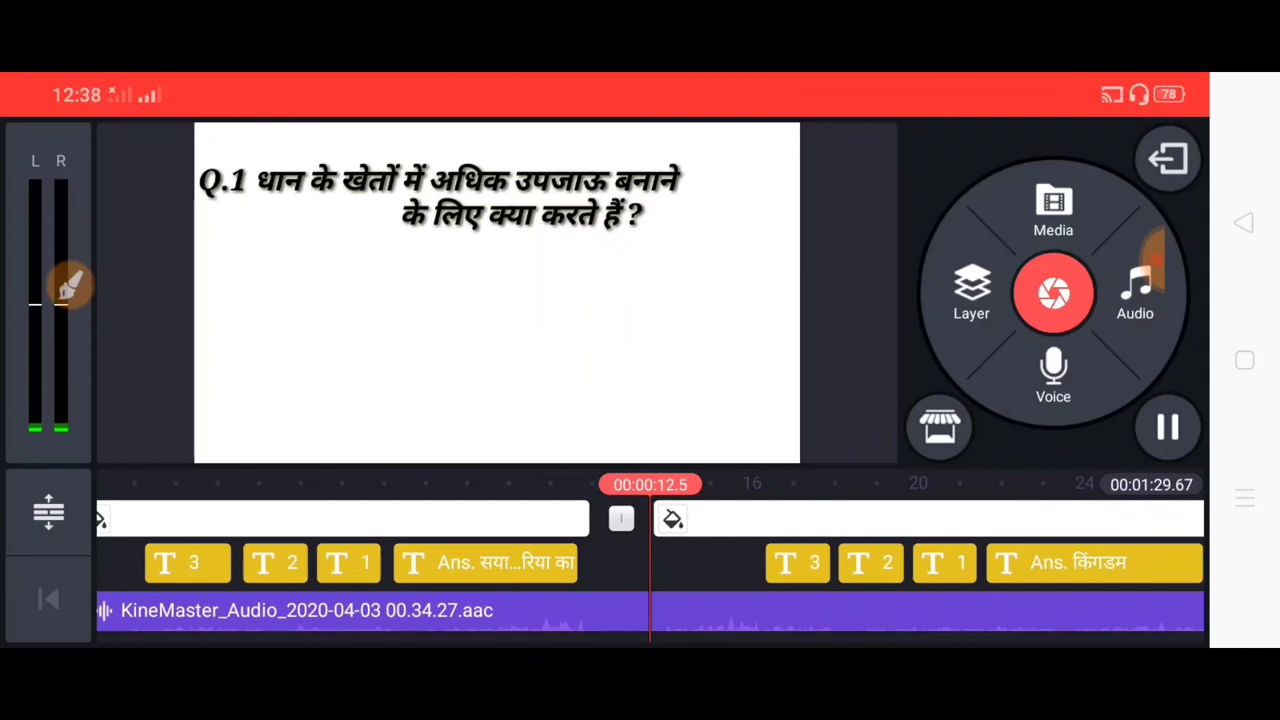 12:38
78
L R
Q.1 धान के खेतों में अधिक उपजाऊ बनाने
के लिए क्या करते हैं ?
Media
Layer
Audio
Voice
00:00:12.5
16
20
24
00:01:29.67
T 3
T 2
T 1
T Ans. सया...रिया का
T 3
T 2
T 1
T Ans. किंगडम
KineMaster_Audio_2020-04-03 00.34.27.aac